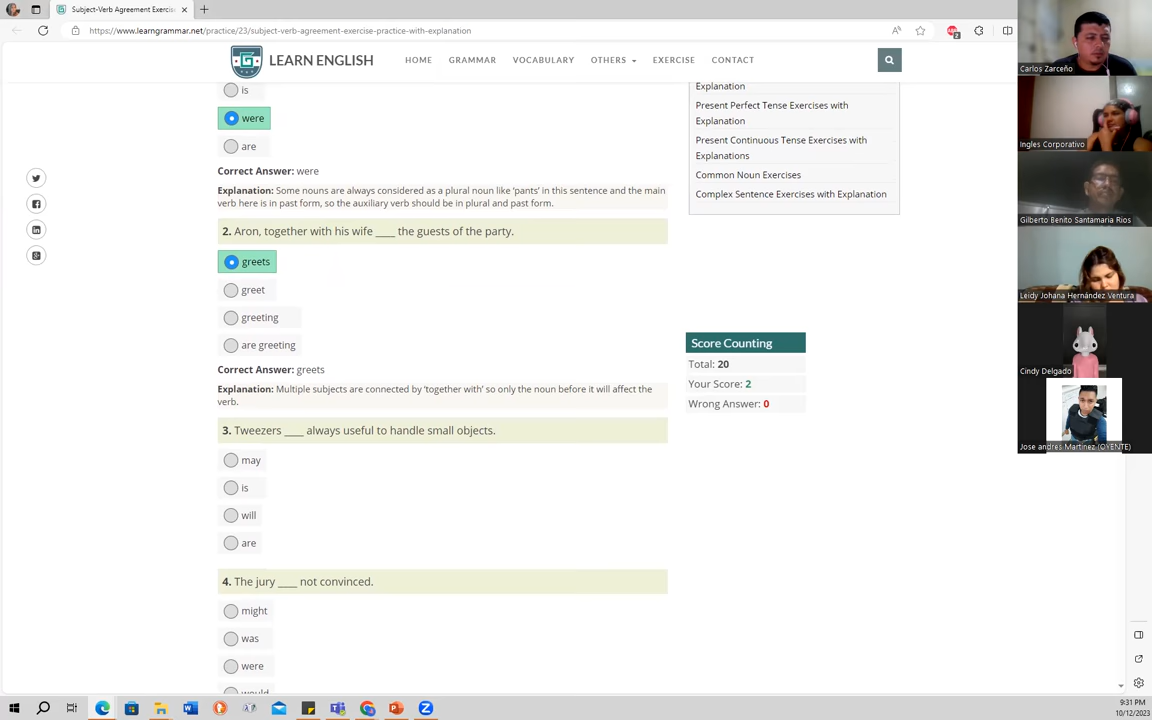 Subject-Verb Agreement Exercis
https://www.learngrammar.net/practice/23/subject-verb-agreement-exercise-practice-with-explanation
LEARN ENGLISH
HOME GRAMMAR VOCABULARY OTHERS EXERCISE CONTACT
is
were
are
Correct Answer: were
Explanation: Some nouns are always considered as a plural noun like 'pants' in this sentence and the main
verb here is in past form, so the auxiliary verb should be in plural and past form.
2. Aron, together with his wife ____ the guests of the party.
greets
greet
greeting
are greeting
Correct Answer: greets
Explanation: Multiple subjects are connected by 'together with' so only the noun before it will affect the
verb.
3. Tweezers ____ always useful to handle small objects.
may
is
will
are
4. The jury ____ not convinced.
might
was
were
would
Explanation
Present Perfect Tense Exercises with
Explanation
Present Continuous Tense Exercises with
Explanations
Common Noun Exercises
Complex Sentence Exercises with Explanation
Score Counting
Total: 20
Your Score: 2
Wrong Answer: 0
Carlos Zarceño
Ingles Corporativo
Gilberto Benito Santamaria Rios
Leidy Johana Hernández Ventura
Cindy Delgado
Jose andres Martinez (OYENTE)
9:31 PM
10/12/2023